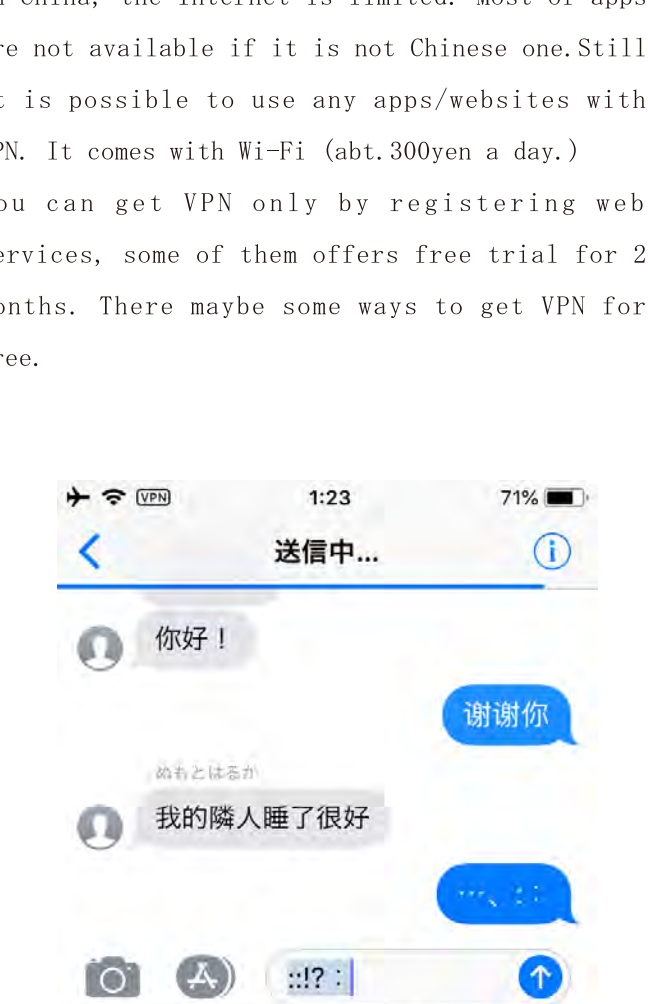 China, the internet is limited. Most of apps
re not available if it is not Chinese one.Still
t is possible to use any apps/websites with
PN. It comes with Wi-Fi (abt.300yen a day.)
ou can get VPN only by registering web
ervices, some of them offers free trial for 2
onths. There maybe some ways to get VPN for
ree.
VPN 1:23 71%
送信中...
你好！
谢谢你
ぬもとはるか
我的隣人睡了很好
…、: :
::!? :